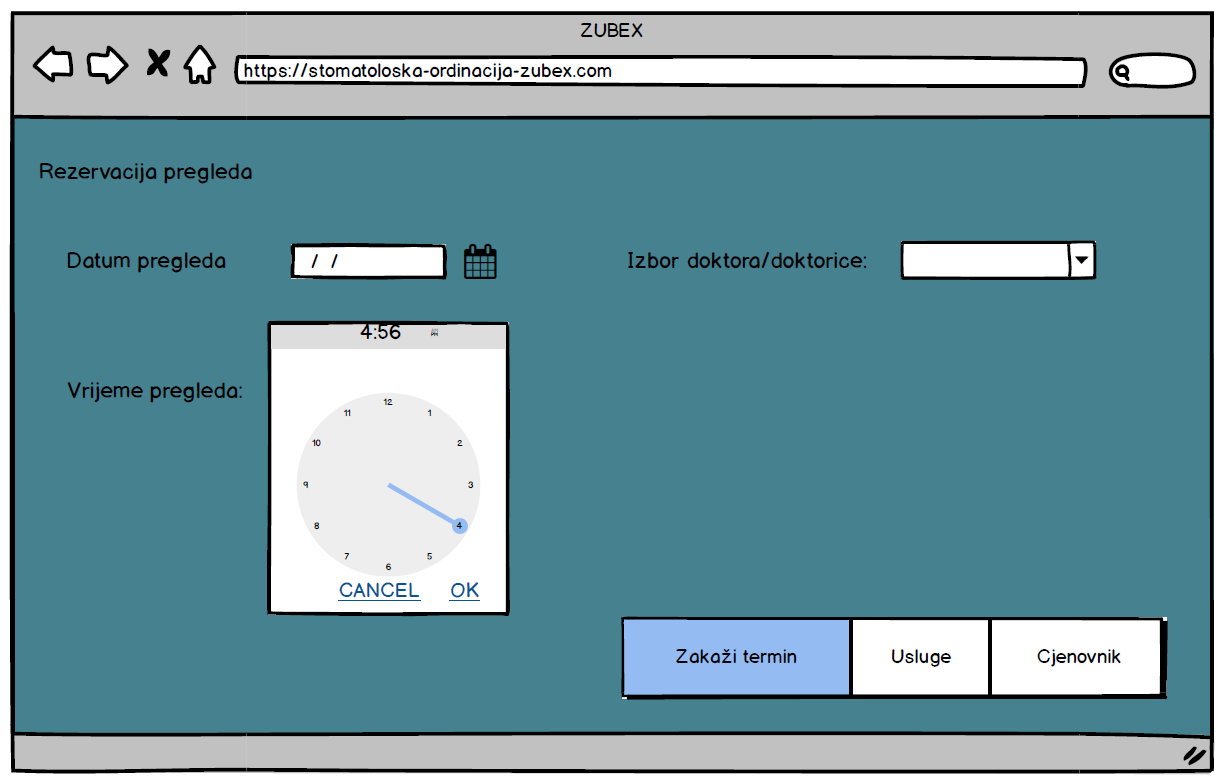 ZUBEX
https://stomatoloska-ordinacija-zubex.com
Rezervacija pregleda
Datum pregleda
/ /
Izbor doktora/doktorice:
4:56
Vrijeme pregleda:
12
11
1
10
2
9
3
8
4
7
5
6
CANCEL OK
Zakaži termin Usluge Cjenovnik